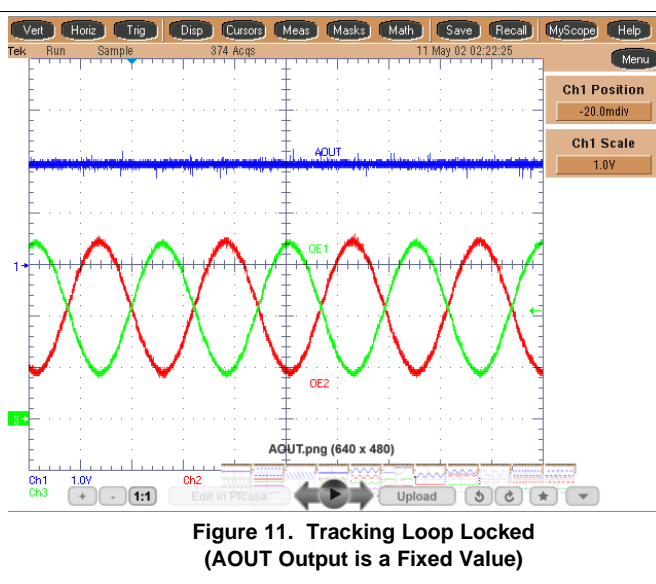 Vert Horiz Trig Disp Cursors Meas Masks Math Save Recall MyScope Help
Tek Run Sample 374 Acqs 11 May 02 02:22:25
Menu
Ch1 Position
-20.0mdiv
Ch1 Scale
1.0V
AOUT
OE1
1
OE2
3
AOUT.png (640 x 480)
Ch1 1.0V Ch2
Ch3
+ - 1:1 Edit in Picasa Upload
Figure 11. Tracking Loop Locked
(AOUT Output is a Fixed Value)